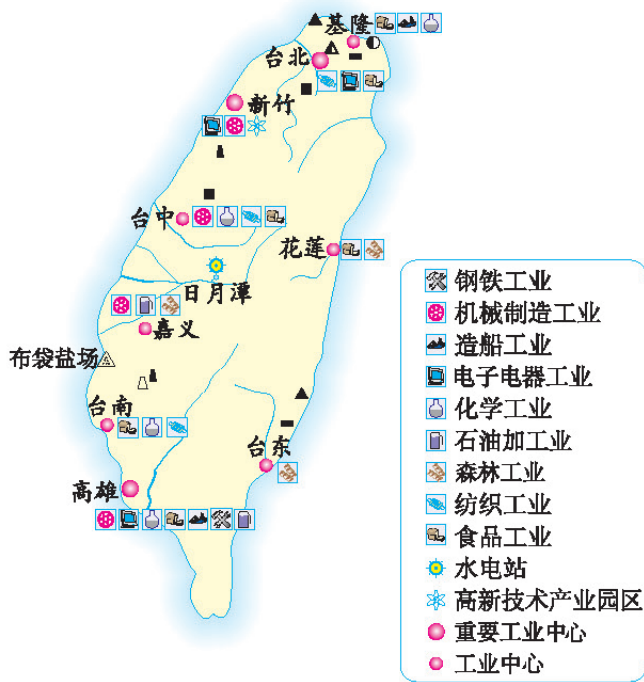 基隆
台北
新竹
台中
花莲
日月潭
嘉义
布袋盐场
台南
台东
高雄
钢铁工业
机械制造工业
造船工业
电子电器工业
化学工业
石油加工业
森林工业
纺织工业
食品工业
水电站
高新技术产业园区
重要工业中心
工业中心